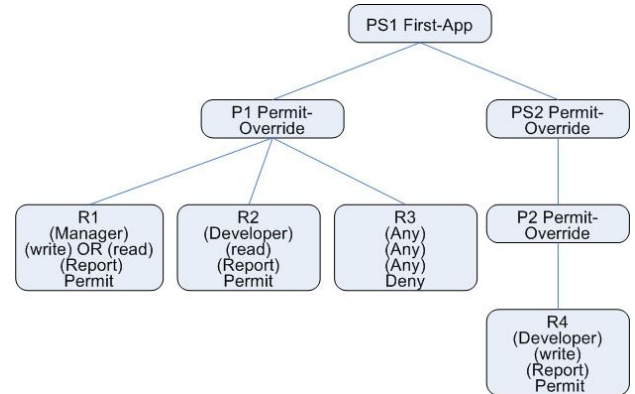 PS1 First-App
P1 Permit-
Override
PS2 Permit-
Override
R1
(Manager)
(write) OR (read)
(Report)
Permit
R2
(Developer)
(read)
(Report)
Permit
R3
(Any)
(Any)
(Any)
Deny
P2 Permit-
Override
R4
(Developer)
(write)
(Report)
Permit